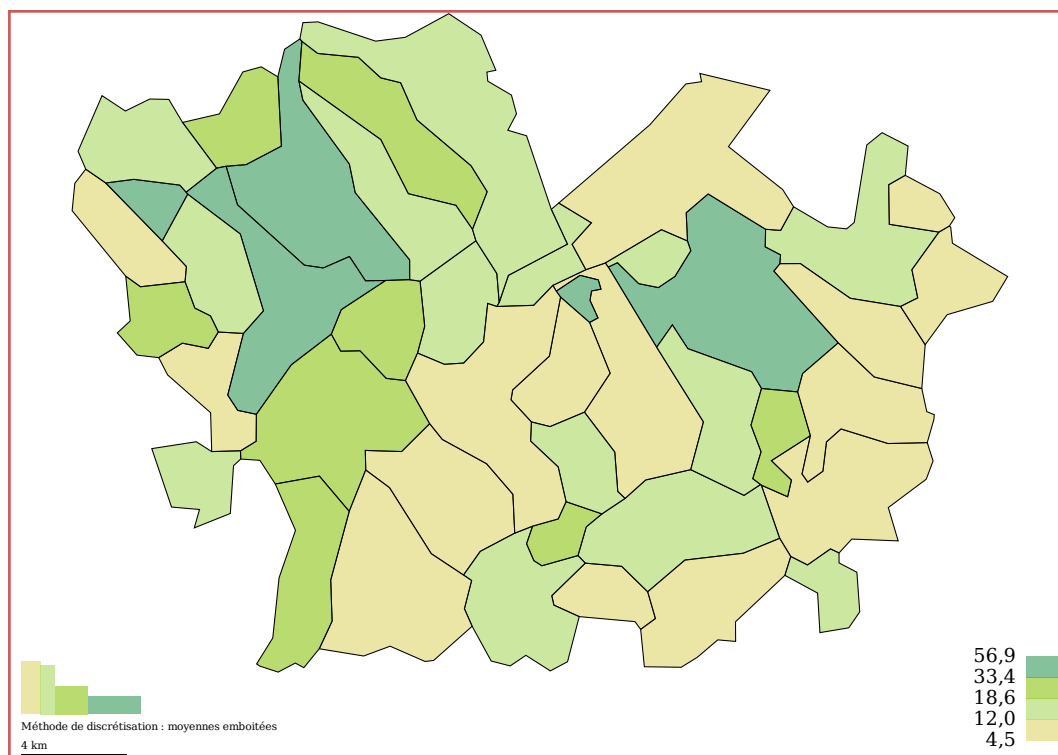 56,9
33,4
18,6
12,0
4,5
Méthode de discrétisation : moyennes emboitées
4 km